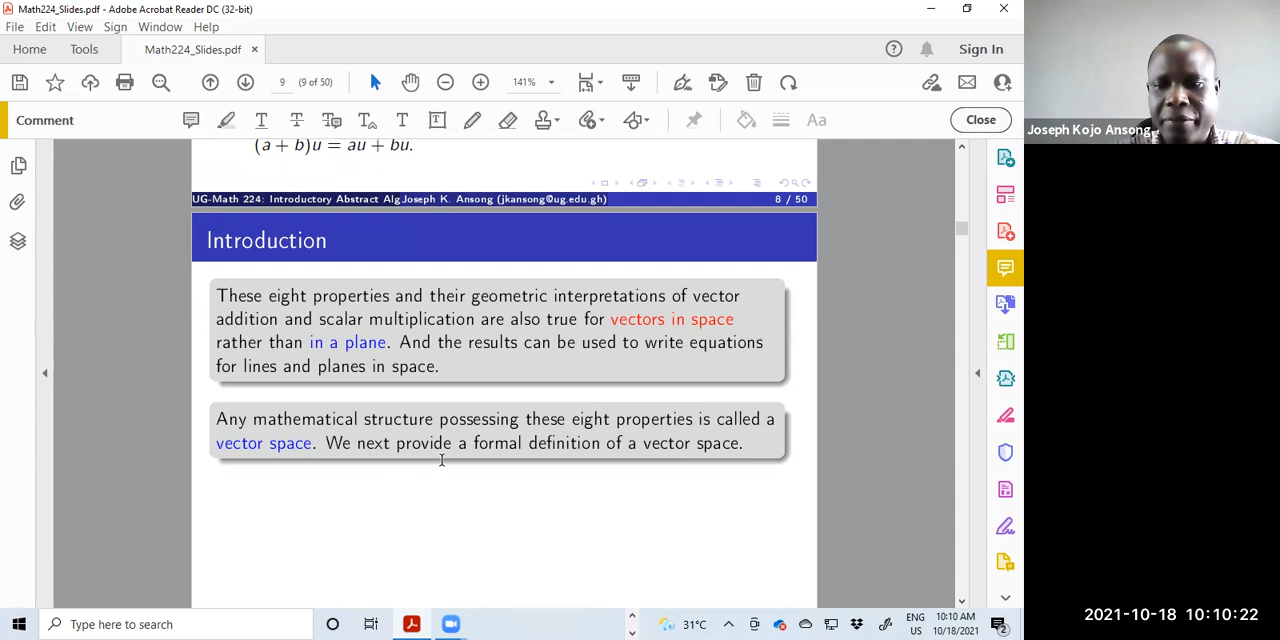 Math224_Slides.pdf - Adobe Acrobat Reader DC (32-bit)
File Edit View Sign Window Help
Home Tools Math224_Slides.pdf × Sign In
9 (9 of 50) 141%
Comment Aa Close
Joseph Kojo Ansong
(a + b)u = au + bu.
UG-Math 224: Introductory Abstract Alg Joseph K. Ansong (jkansong@ug.edu.gh) 8 / 50
Introduction
These eight properties and their geometric interpretations of vector
addition and scalar multiplication are also true for vectors in space
rather than in a plane. And the results can be used to write equations
for lines and planes in space.
Any mathematical structure possessing these eight properties is called a
vector space. We next provide a formal definition of a vector space.
Type here to search
31°C
ENG
US
10:10 AM
10/18/2021
2
2021-10-18 10:10:22